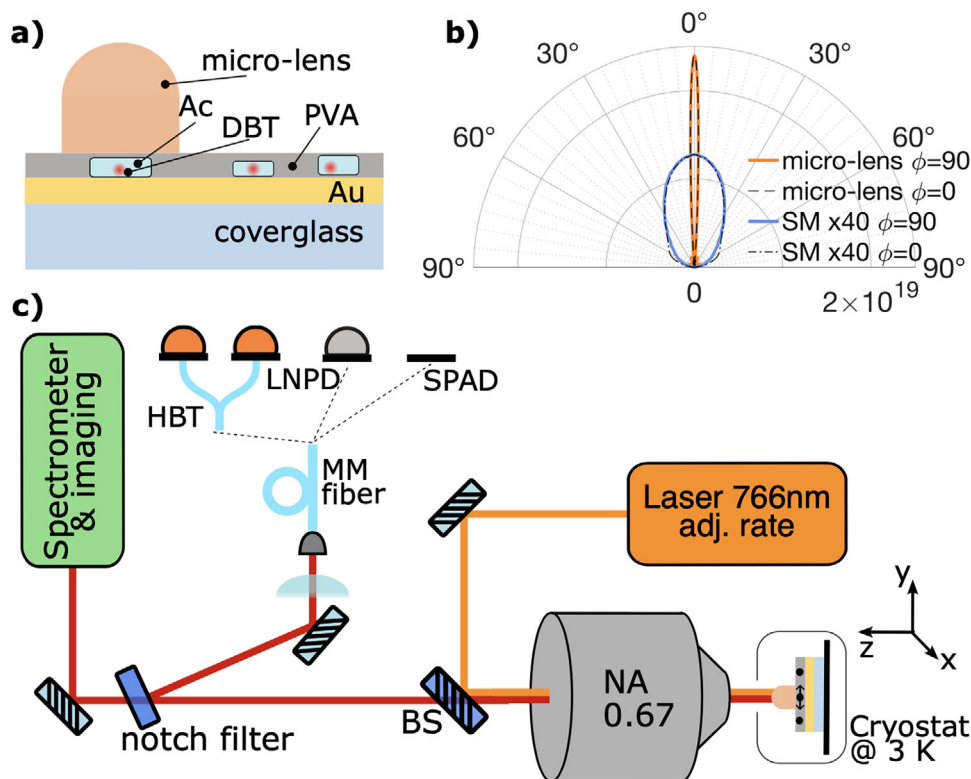 a)
micro-lens
Ac
DBT
PVA
Au
coverglass
b)
0°
30°
30°
60°
60°
micro-lens ϕ=90
micro-lens ϕ=0
SM x40 ϕ=90
SM x40 ϕ=0
90°
90°
0
2×10¹⁹
c)
Spectrometer
& imaging
HBT
LNPD
SPAD
MM
fiber
Laser 766nm
adj. rate
y
z
x
NA
0.67
BS
notch filter
Cryostat
@ 3 K